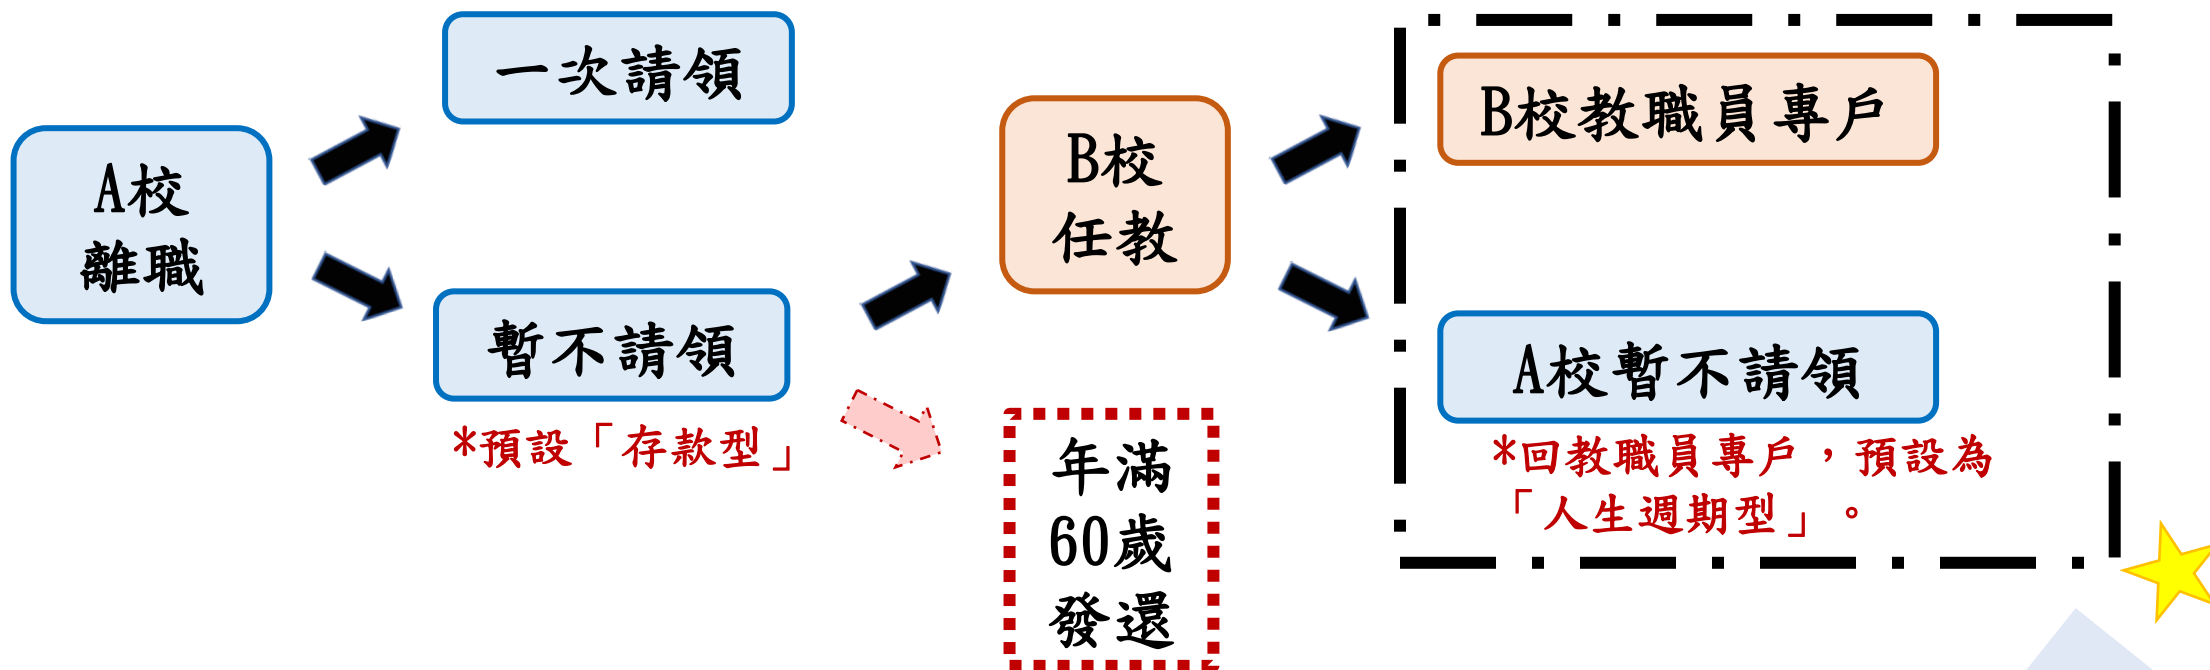 A校
離職
一次請領
暫不請領
*預設「存款型」
B校
任教
年滿
60歲
發還
B校教職員專戶
A校暫不請領
*回教職員專戶，預設為
「人生週期型」。